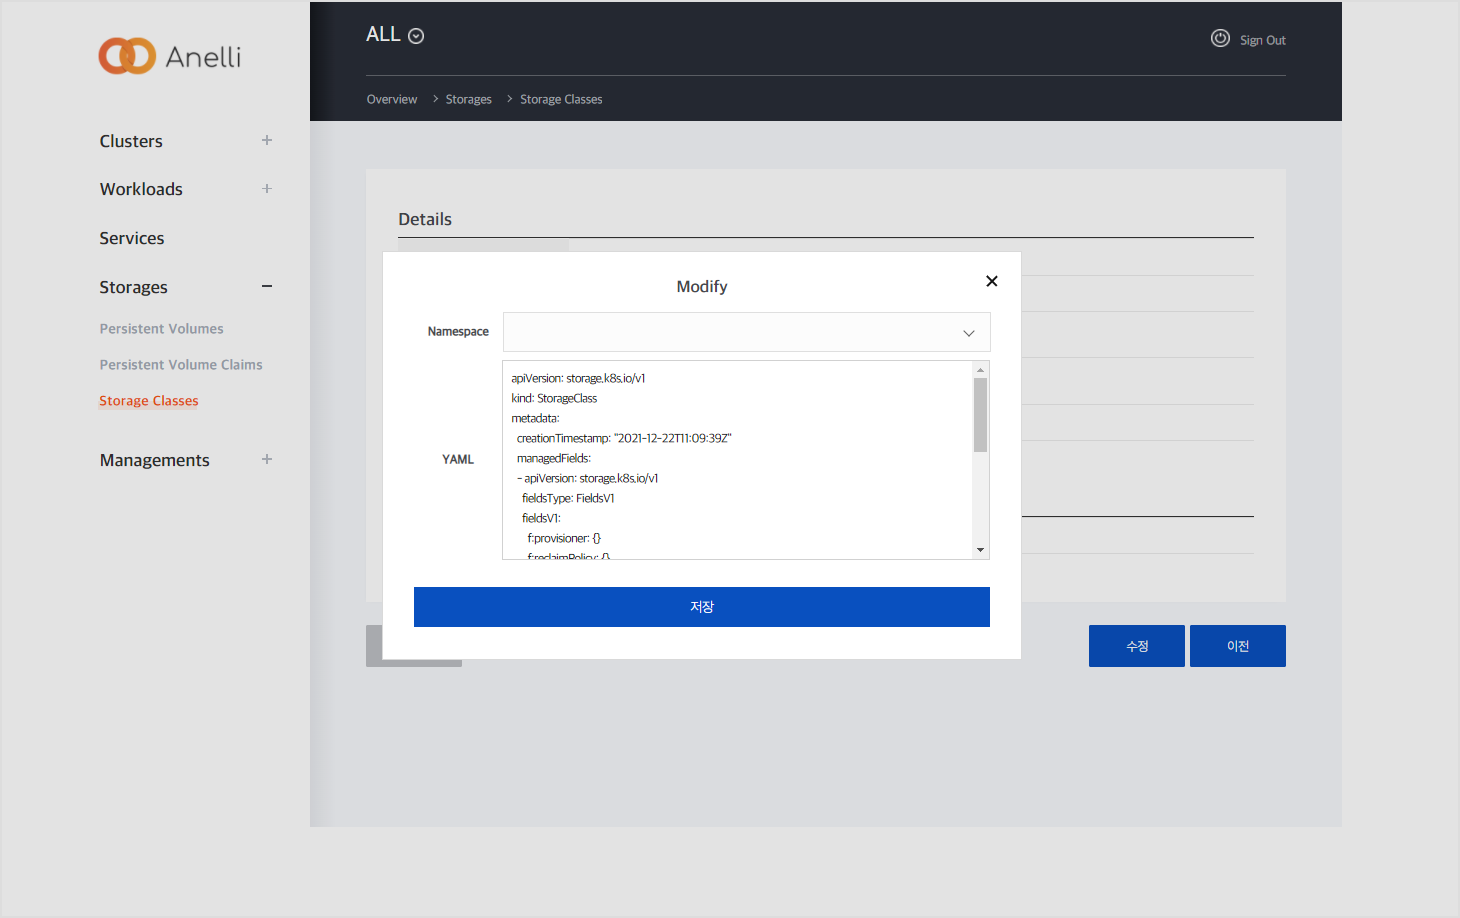 Anelli
ALL
Sign Out
Overview > Storages > Storage Classes
Clusters
Workloads
Services
Storages
Persistent Volumes
Persistent Volume Claims
Storage Classes
Managements
Details
Modify
Namespace
YAML
apiVersion: storage.k8s.io/v1
kind: StorageClass
metadata:
  creationTimestamp: "2021-12-22T11:09:39Z"
  managedFields:
  - apiVersion: storage.k8s.io/v1
    fieldsType: FieldsV1
    fieldsV1:
      f:provisioner: {}
      f:reclaimPolicy: {}
저장
수정
이전